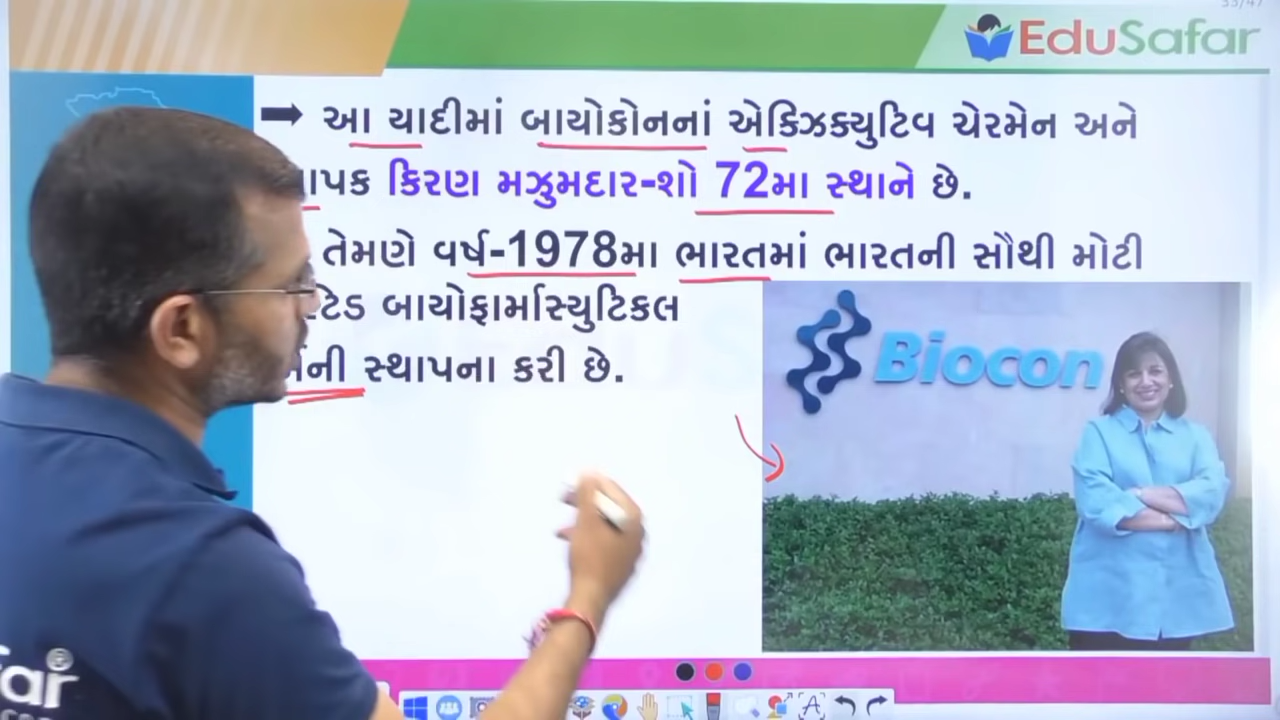 EduSafar
➡ આ યાદીમાં બાયોકોનનાં એક્ઝિક્યુટિવ ચેરમેન અને
પક કિરણ મઝુમદાર-શો 72મા સ્થાને છે.
તેમણે વર્ષ-1978મા ભારતમાં ભારતની સૌથી મોટી
બાયોફાર્માસ્યુટિકલ
સ્થાપના કરી છે.
Biocon